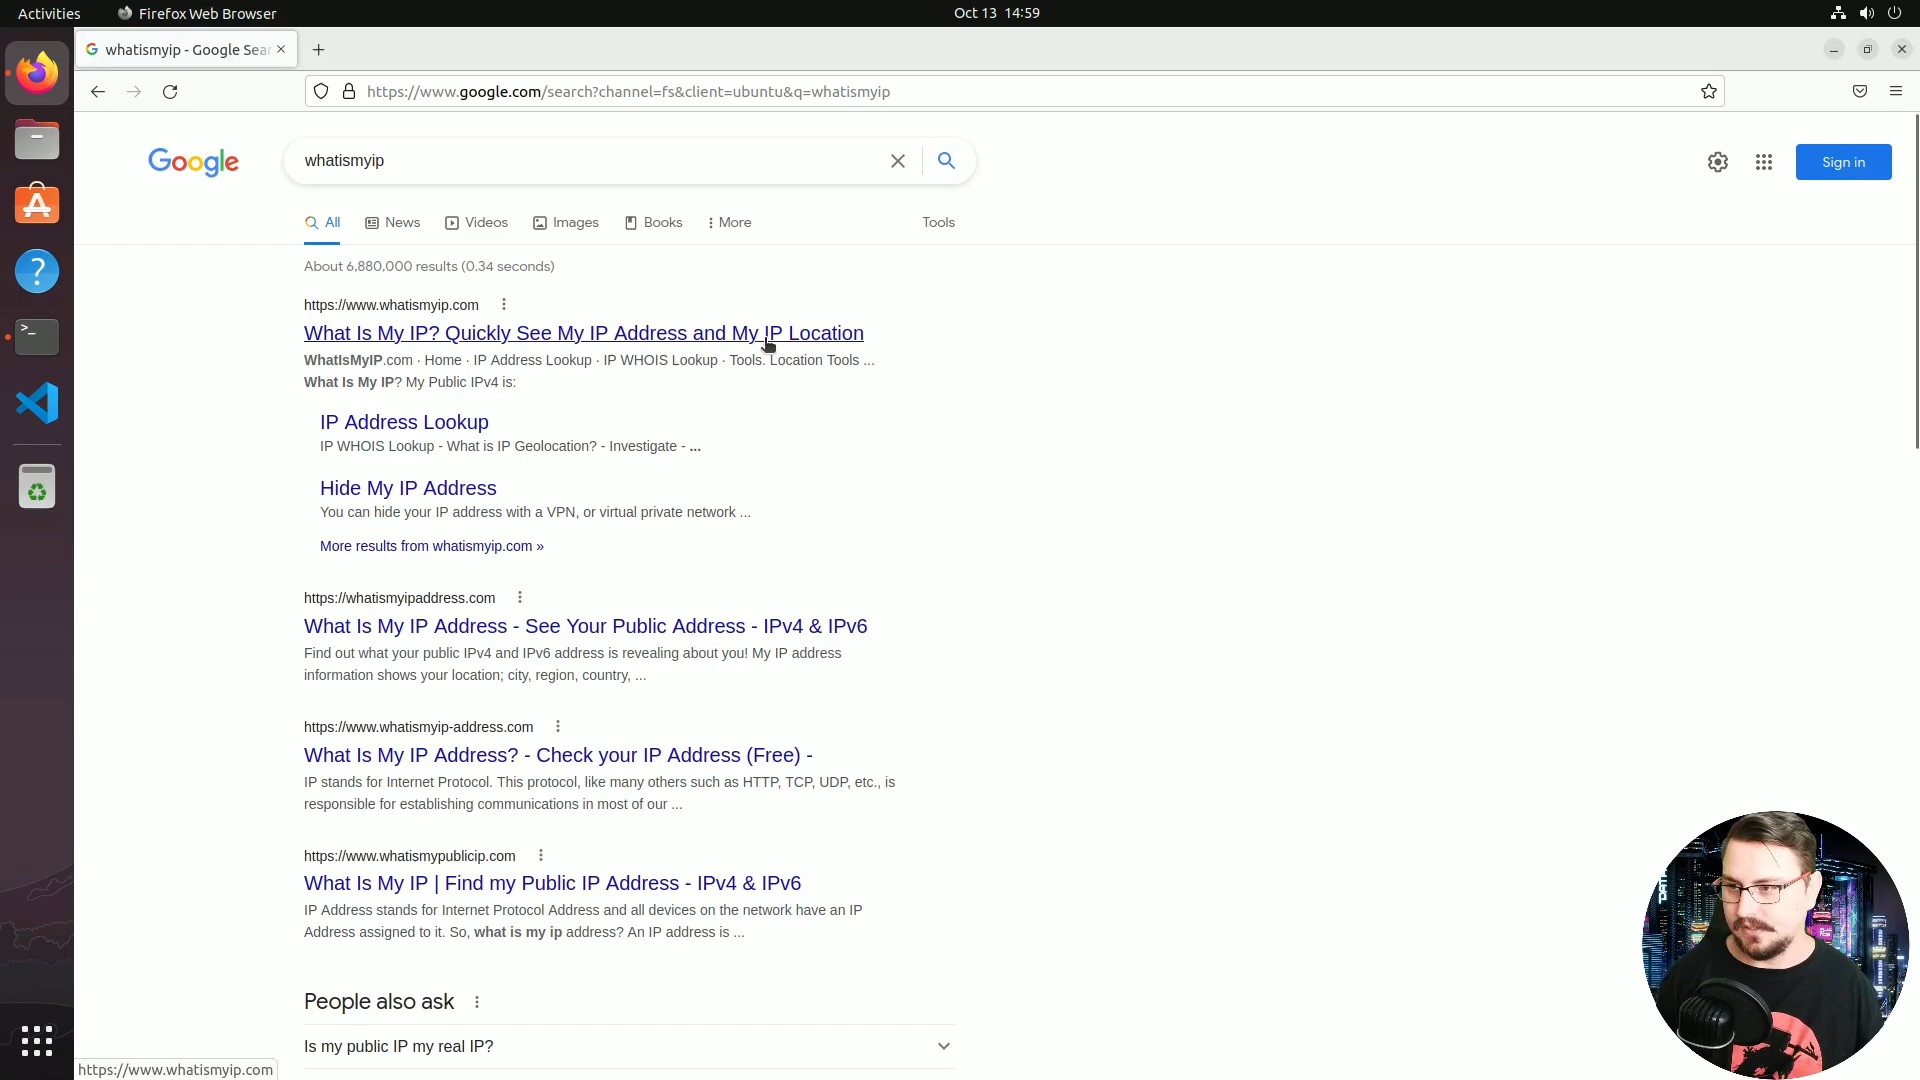 Activities
Firefox Web Browser
Oct 13 14:59
whatismyip - Google Sear
https://www.google.com/search?channel=fs&client=ubuntu&q=whatismyip
Google
whatismyip
Sign in
All
News
Videos
Images
Books
More
Tools
About 6,880,000 results (0.34 seconds)
https://www.whatismyip.com
What Is My IP? Quickly See My IP Address and My IP Location
WhatIsMyIP.com · Home · IP Address Lookup · IP WHOIS Lookup · Tools. Location Tools ...
What Is My IP? My Public IPv4 is:
IP Address Lookup
IP WHOIS Lookup - What is IP Geolocation? - Investigate - ...
Hide My IP Address
You can hide your IP address with a VPN, or virtual private network ...
More results from whatismyip.com »
https://whatismyipaddress.com
What Is My IP Address - See Your Public Address - IPv4 & IPv6
Find out what your public IPv4 and IPv6 address is revealing about you! My IP address
information shows your location; city, region, country, ...
https://www.whatismyip-address.com
What Is My IP Address? - Check your IP Address (Free) -
IP stands for Internet Protocol. This protocol, like many others such as HTTP, TCP, UDP, etc., is
responsible for establishing communications in most of our ...
https://www.whatismypublicip.com
What Is My IP | Find my Public IP Address - IPv4 & IPv6
IP Address stands for Internet Protocol Address and all devices on the network have an IP
Address assigned to it. So, what is my ip address? An IP address is ...
People also ask
Is my public IP my real IP?
https://www.whatismyip.com